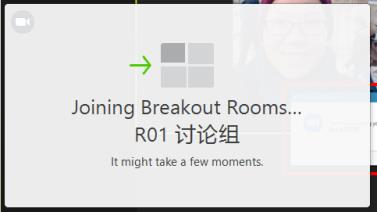 Joining Breakout Rooms...
R01 讨论组
It might take a few moments.